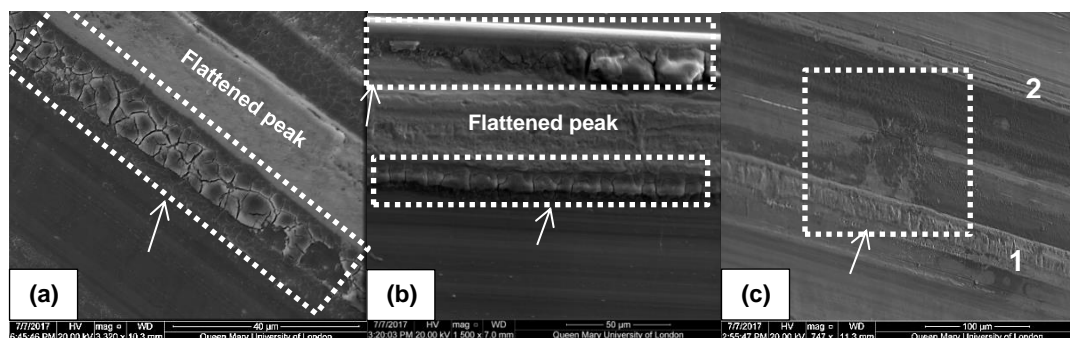 Flattened peak
(a)
7/7/2017 HV mag WD 40 µm
6:45:46 PM 20.00 kV 3 320 x 10.3 mm Queen Mary University of London
Flattened peak
(b)
7/7/2017 HV mag WD 50 µm
3:20:03 PM 20.00 kV 1 500 x 7.0 mm Queen Mary University of London
2
1
(c)
7/7/2017 HV mag WD 100 µm
2:55:47 PM 20.00 kV 747 x 11.3 mm Queen Mary University of London